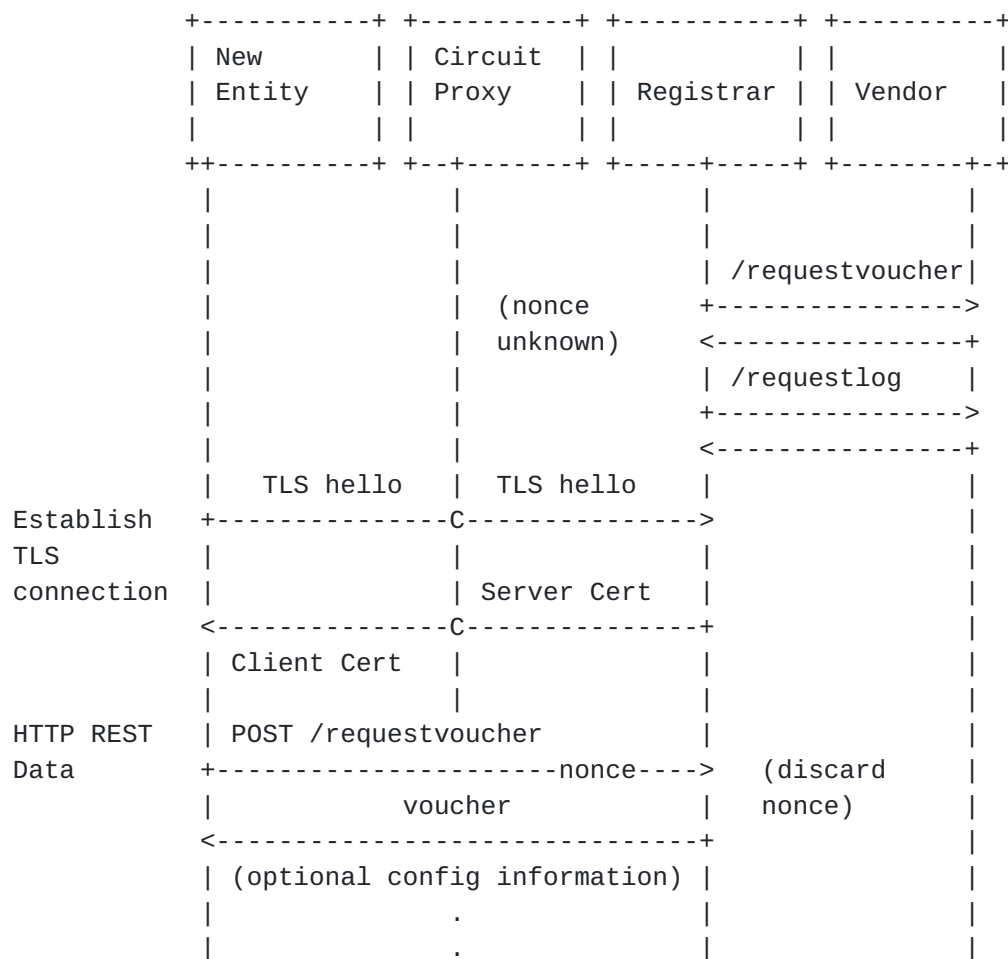 New Circuit
Entity Proxy Registrar Vendor
/requestvoucher
(nonce
unknown)
/requestlog
TLS hello TLS hello
Establish C
TLS
connection Server Cert
C
Client Cert
HTTP REST POST /requestvoucher
Data nonce (discard
voucher nonce)
(optional config information)
.
.